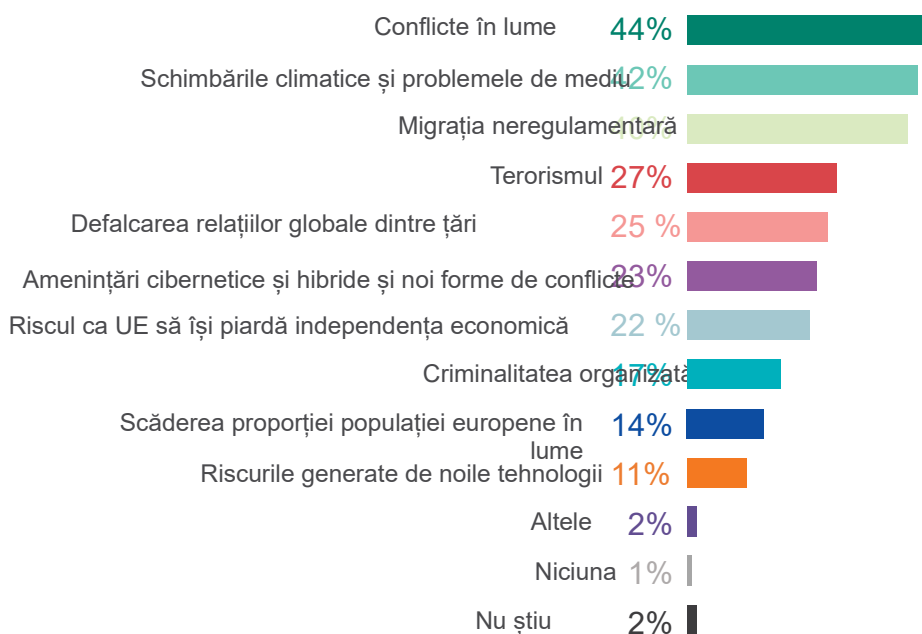 Conflicte în lume 44%
Schimbările climatice și problemele de mediu 42%
Migrația neregulamentară
Terorismul 27%
Defalcarea relațiilor globale dintre țări 25 %
Amenințări cibernetice și hibride și noi forme de conflicte 23%
Riscul ca UE să își piardă independența economică 22 %
Criminalitatea organizată 17%
Scăderea proporției populației europene în
lume 14%
Riscurile generate de noile tehnologii 11%
Altele 2%
Niciuna 1%
Nu știu 2%